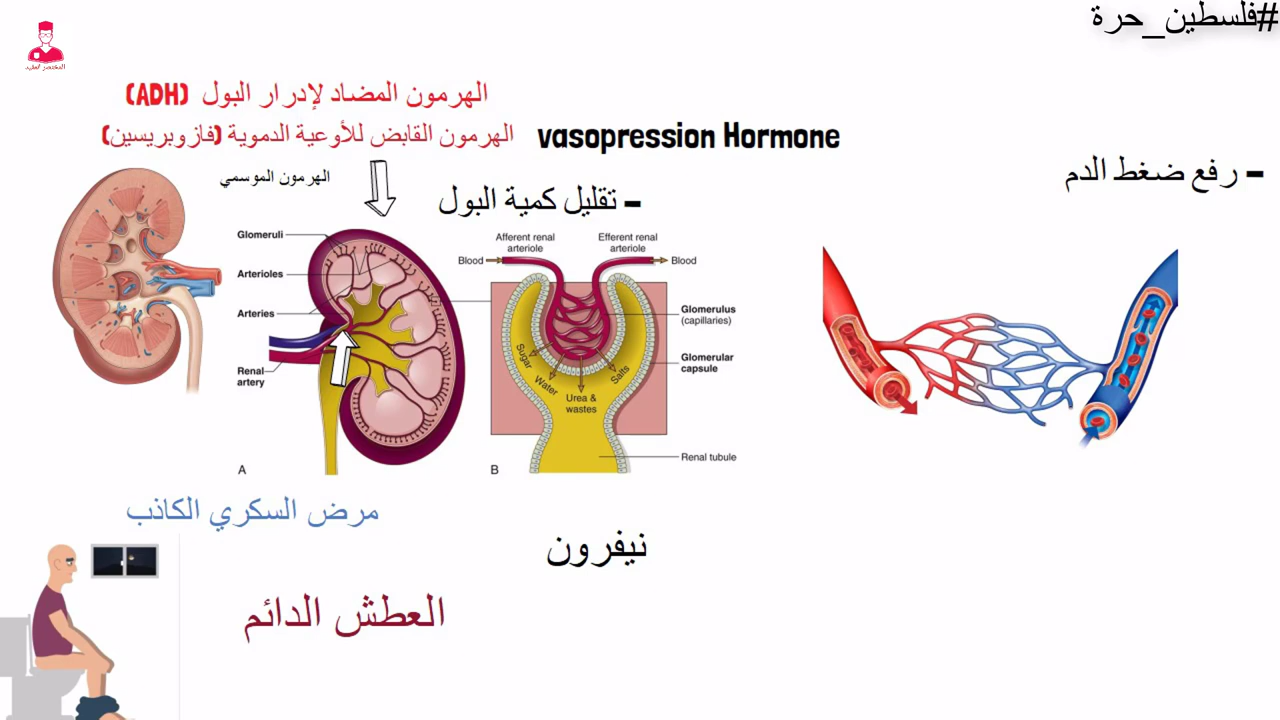 #فلسطين_حرة
المختصر المفيد
الهرمون المضاد لإدرار البول (ADH)
الهرمون القابض للأوعية الدموية (فازوبريسين)
vasopression Hormone
– رفع ضغط الدم
الهرمون الموسمي
– تقليل كمية البول
Glomeruli
Arterioles
Arteries
Renal
artery
A
Afferent renal
arteriole
Efferent renal
arteriole
Blood
Blood
Glomerulus
(capillaries)
Glomerular
capsule
Sugar
Water
Urea &
wastes
Salts
Renal tubule
B
مرض السكري الكاذب
نيفرون
العطش الدائم